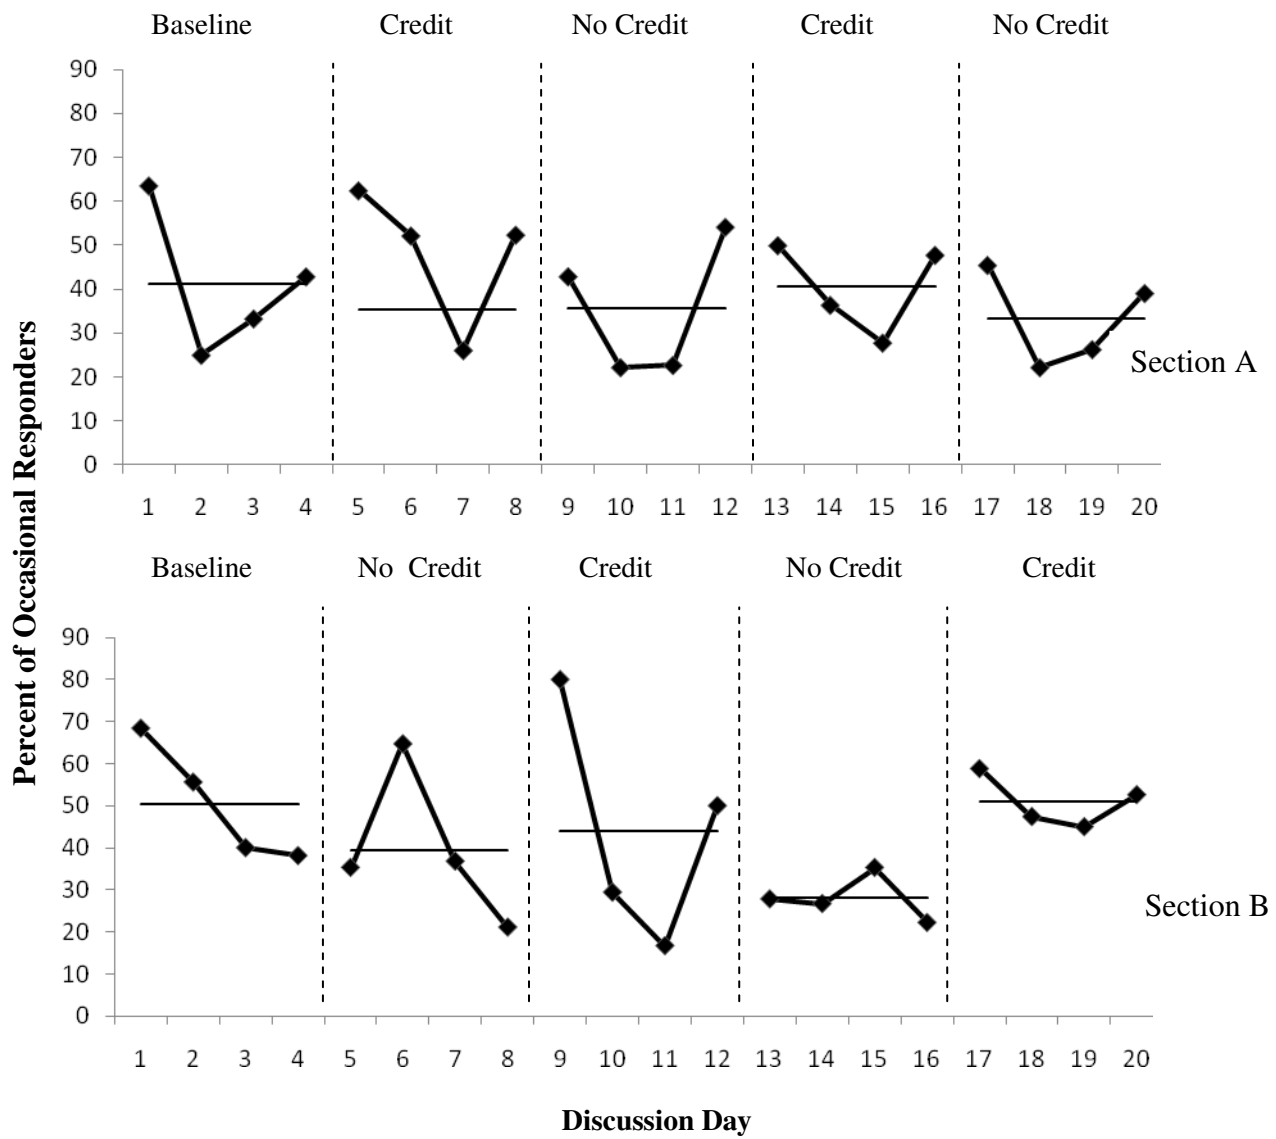 Baseline Credit No Credit Credit No Credit
90
80
70
60
50
40
30
20
10
0
Section A
1 2 3 4 5 6 7 8 9 10 11 12 13 14 15 16 17 18 19 20
Percent of Occasional Responders
Baseline No Credit Credit No Credit Credit
90
80
70
60
50
40
30
20
10
0
Section B
1 2 3 4 5 6 7 8 9 10 11 12 13 14 15 16 17 18 19 20
Discussion Day